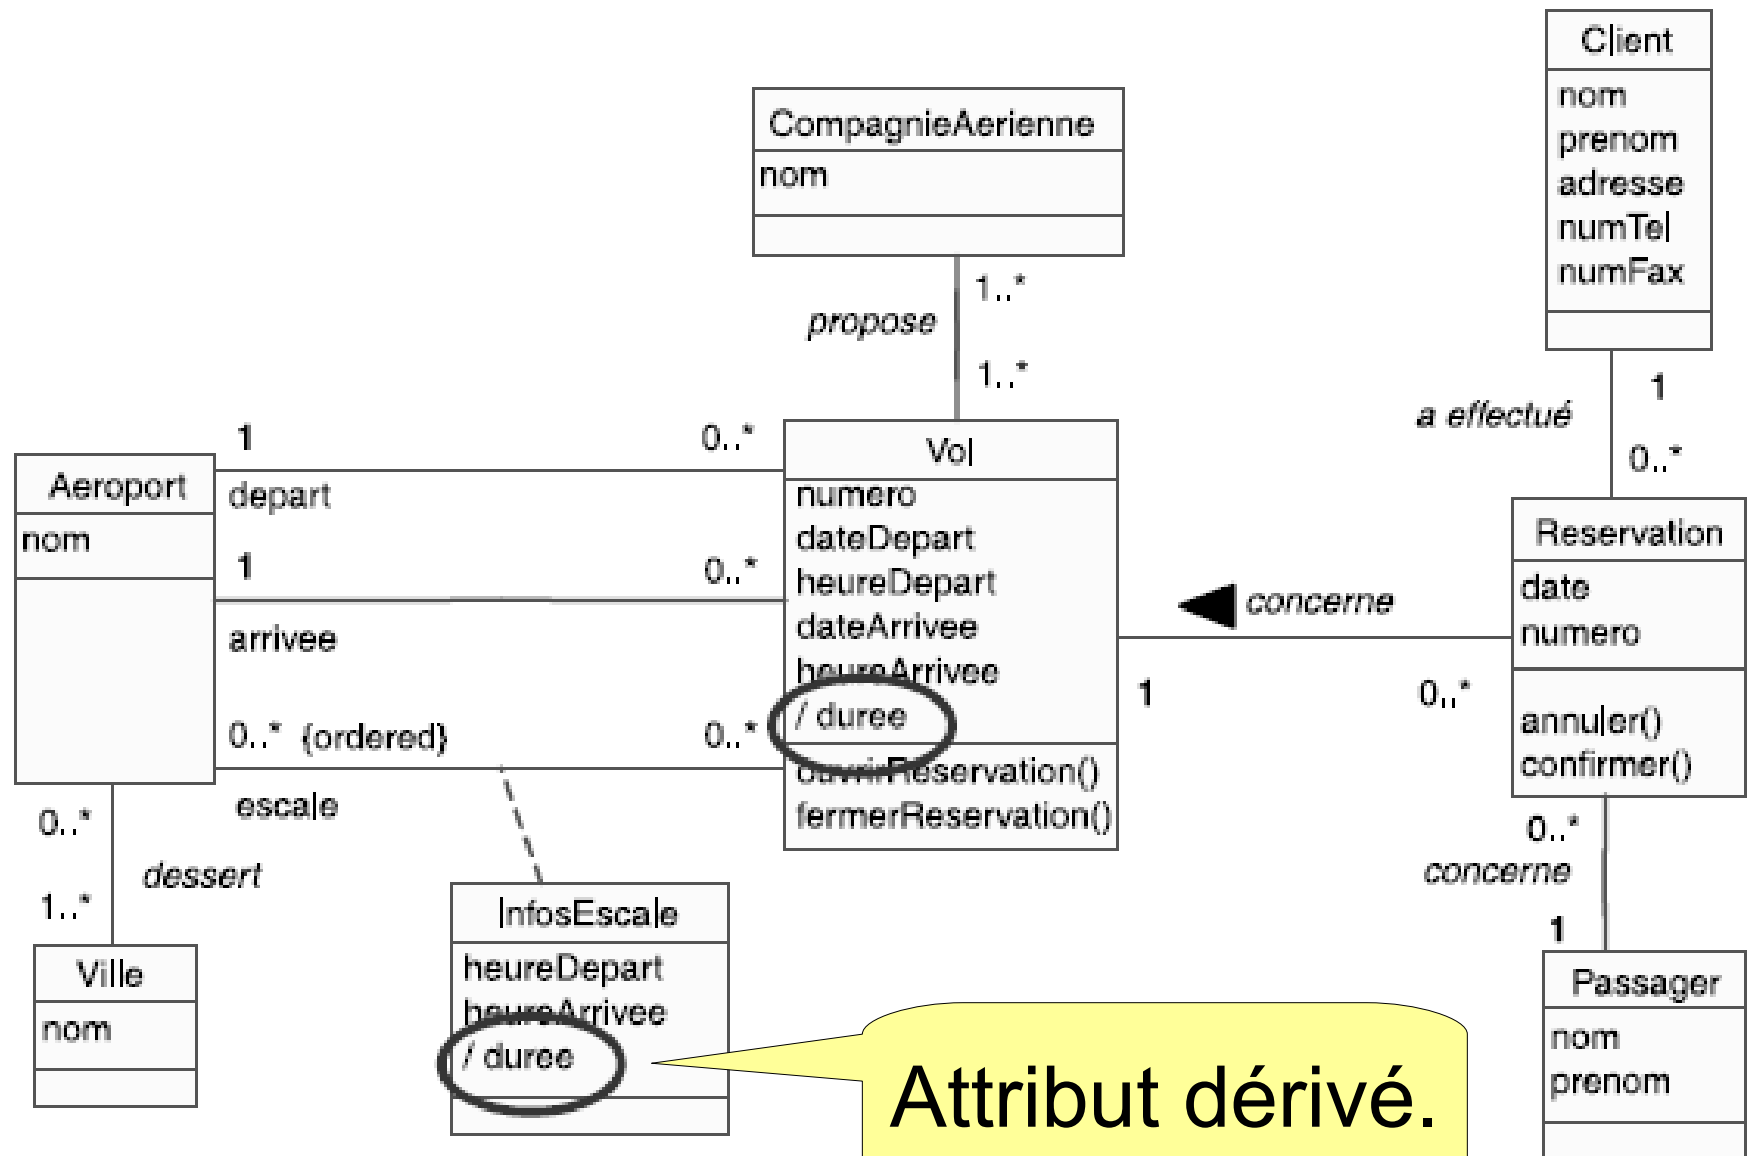 Client
nom
prenom
adresse
numTel
numFax
CompagnieAerienne
nom
1..*
propose
1..*
1
a effectué
0..*
Aeroport
nom
1
0..*
depart
1
0..*
arrivee
0..* {ordered}
0..*
escale
Vol
numero
dateDepart
heureDepart
dateArrivee
heureArrivee
/ duree
ouvrirReservation()
fermerReservation()
concerne
1
0..*
Reservation
date
numero
annuler()
confirmer()
0..*
dessert
1..*
Ville
nom
InfosEscale
heureDepart
heureArrivee
/ duree
Attribut dérivé.
0..*
concerne
1
Passager
nom
prenom